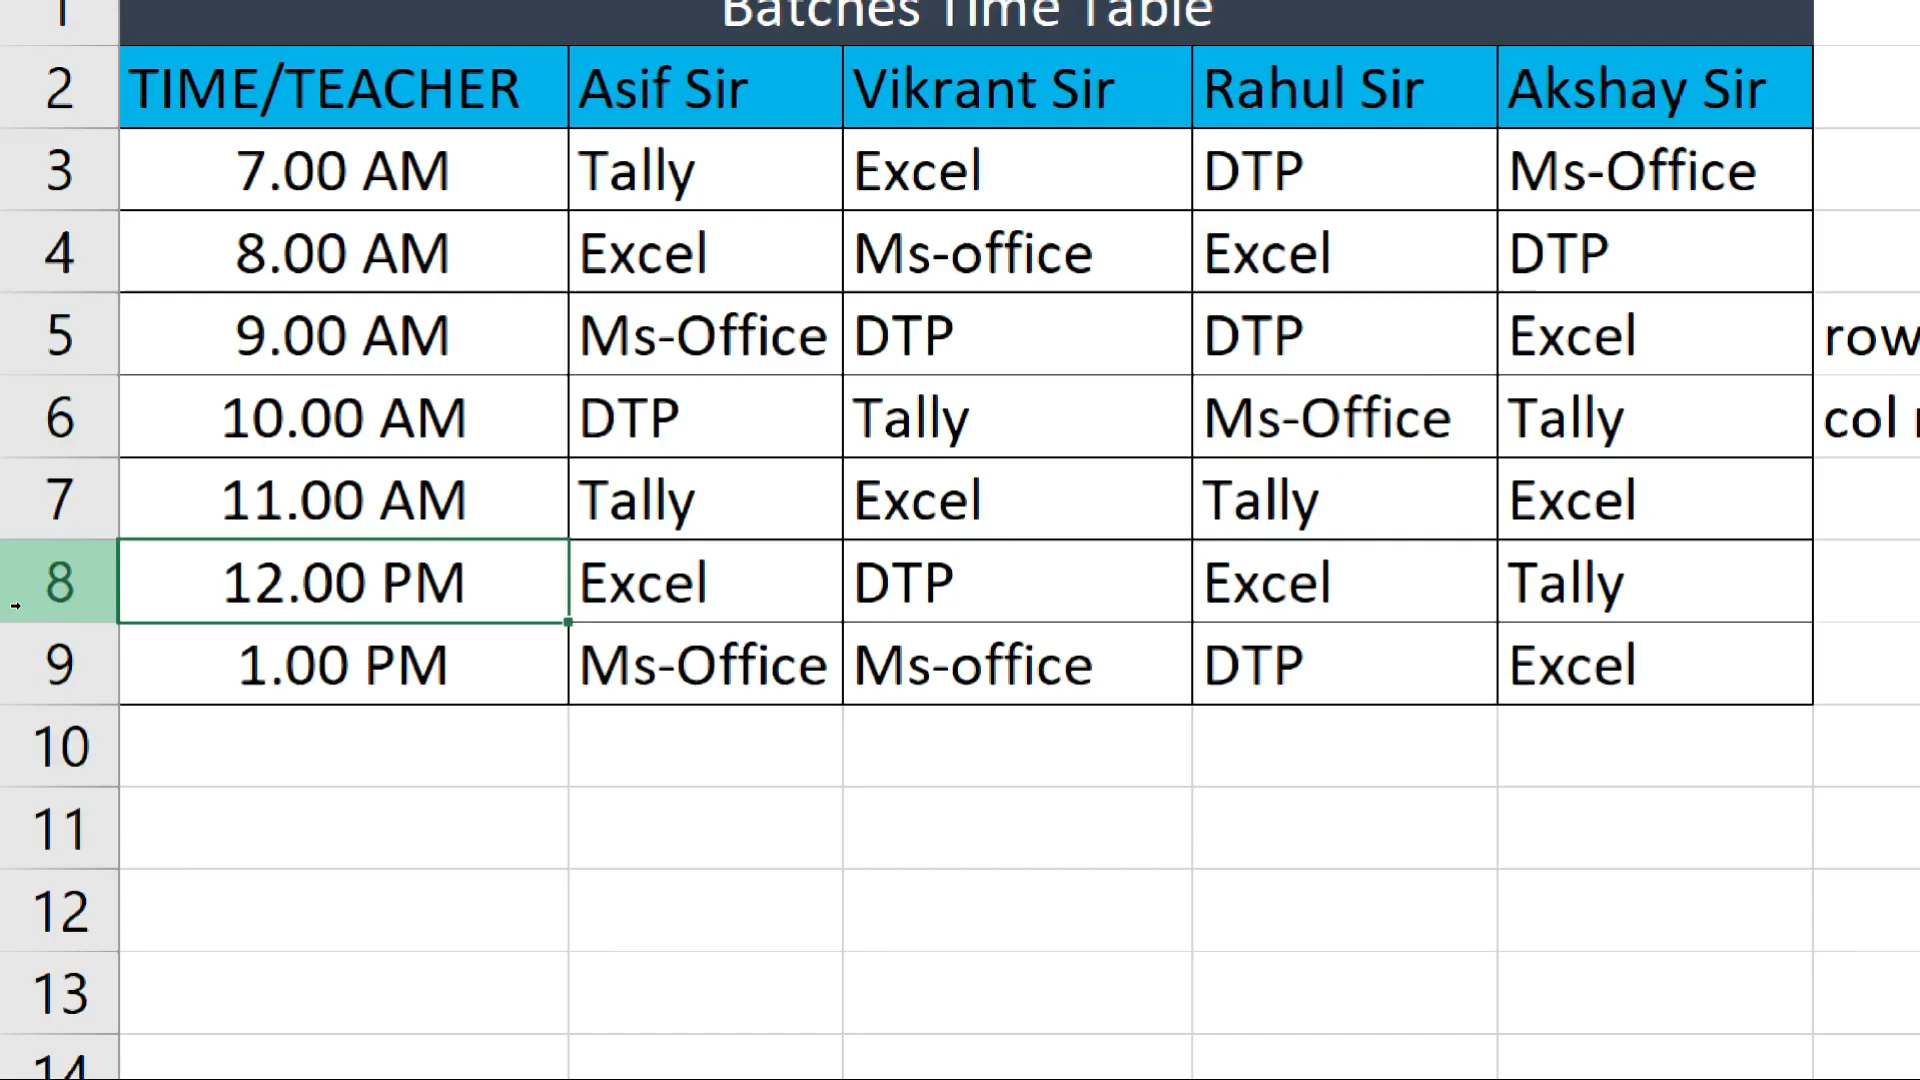 1 Batches Time Table
2 TIME/TEACHER Asif Sir Vikrant Sir Rahul Sir Akshay Sir
3 7.00 AM Tally Excel DTP Ms-Office
4 8.00 AM Excel Ms-office Excel DTP
5 9.00 AM Ms-Office DTP DTP Excel row
6 10.00 AM DTP Tally Ms-Office Tally col
7 11.00 AM Tally Excel Tally Excel
8 12.00 PM Excel DTP Excel Tally
9 1.00 PM Ms-Office Ms-office DTP Excel
10
11
12
13
14